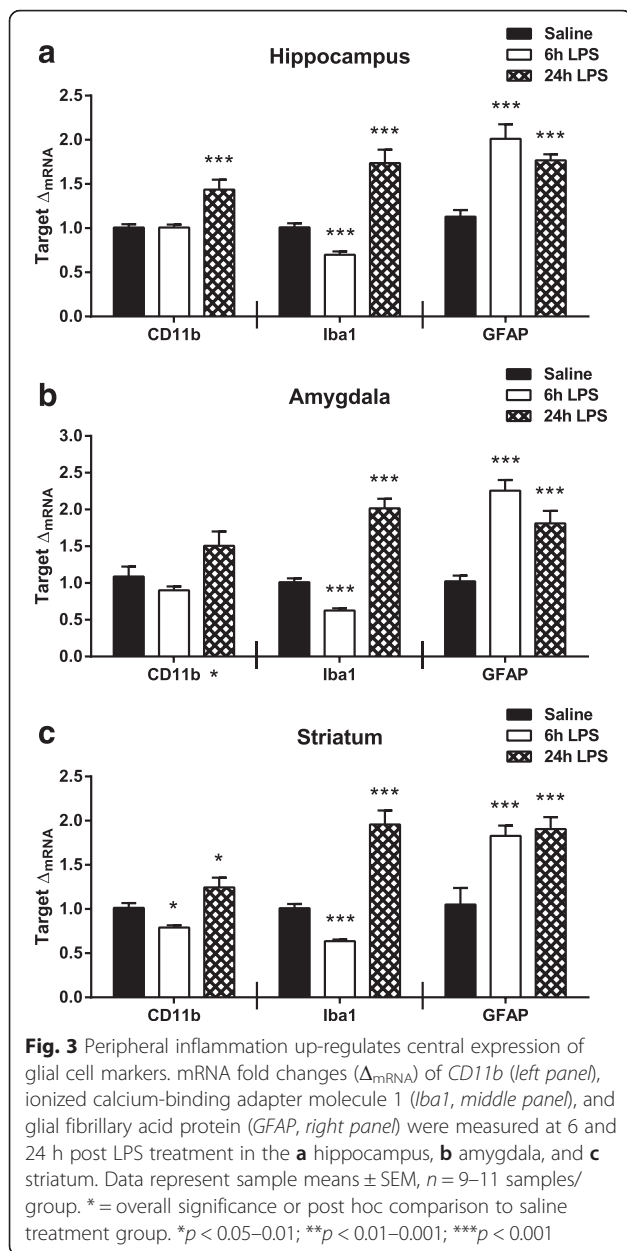 a
Hippocampus
Saline
6h LPS
24h LPS
Target ΔmRNA
2.5
2.0
1.5
1.0
0.5
0.0
***
***
***
***
***
CD11b
Iba1
GFAP
b
Amygdala
Saline
6h LPS
24h LPS
Target ΔmRNA
3.0
2.5
2.0
1.5
1.0
0.5
0.0
***
***
***
***
CD11b *
Iba1
GFAP
c
Striatum
Saline
6h LPS
24h LPS
Target ΔmRNA
2.5
2.0
1.5
1.0
0.5
0.0
*
*
***
***
***
***
CD11b
Iba1
GFAP
Fig. 3 Peripheral inflammation up-regulates central expression of
glial cell markers. mRNA fold changes (ΔmRNA) of CD11b (left panel),
ionized calcium-binding adapter molecule 1 (Iba1, middle panel), and
glial fibrillary acid protein (GFAP, right panel) were measured at 6 and
24 h post LPS treatment in the a hippocampus, b amygdala, and c
striatum. Data represent sample means ± SEM, n = 9–11 samples/
group. * = overall significance or post hoc comparison to saline
treatment group. *p < 0.05–0.01; **p < 0.01–0.001; ***p < 0.001